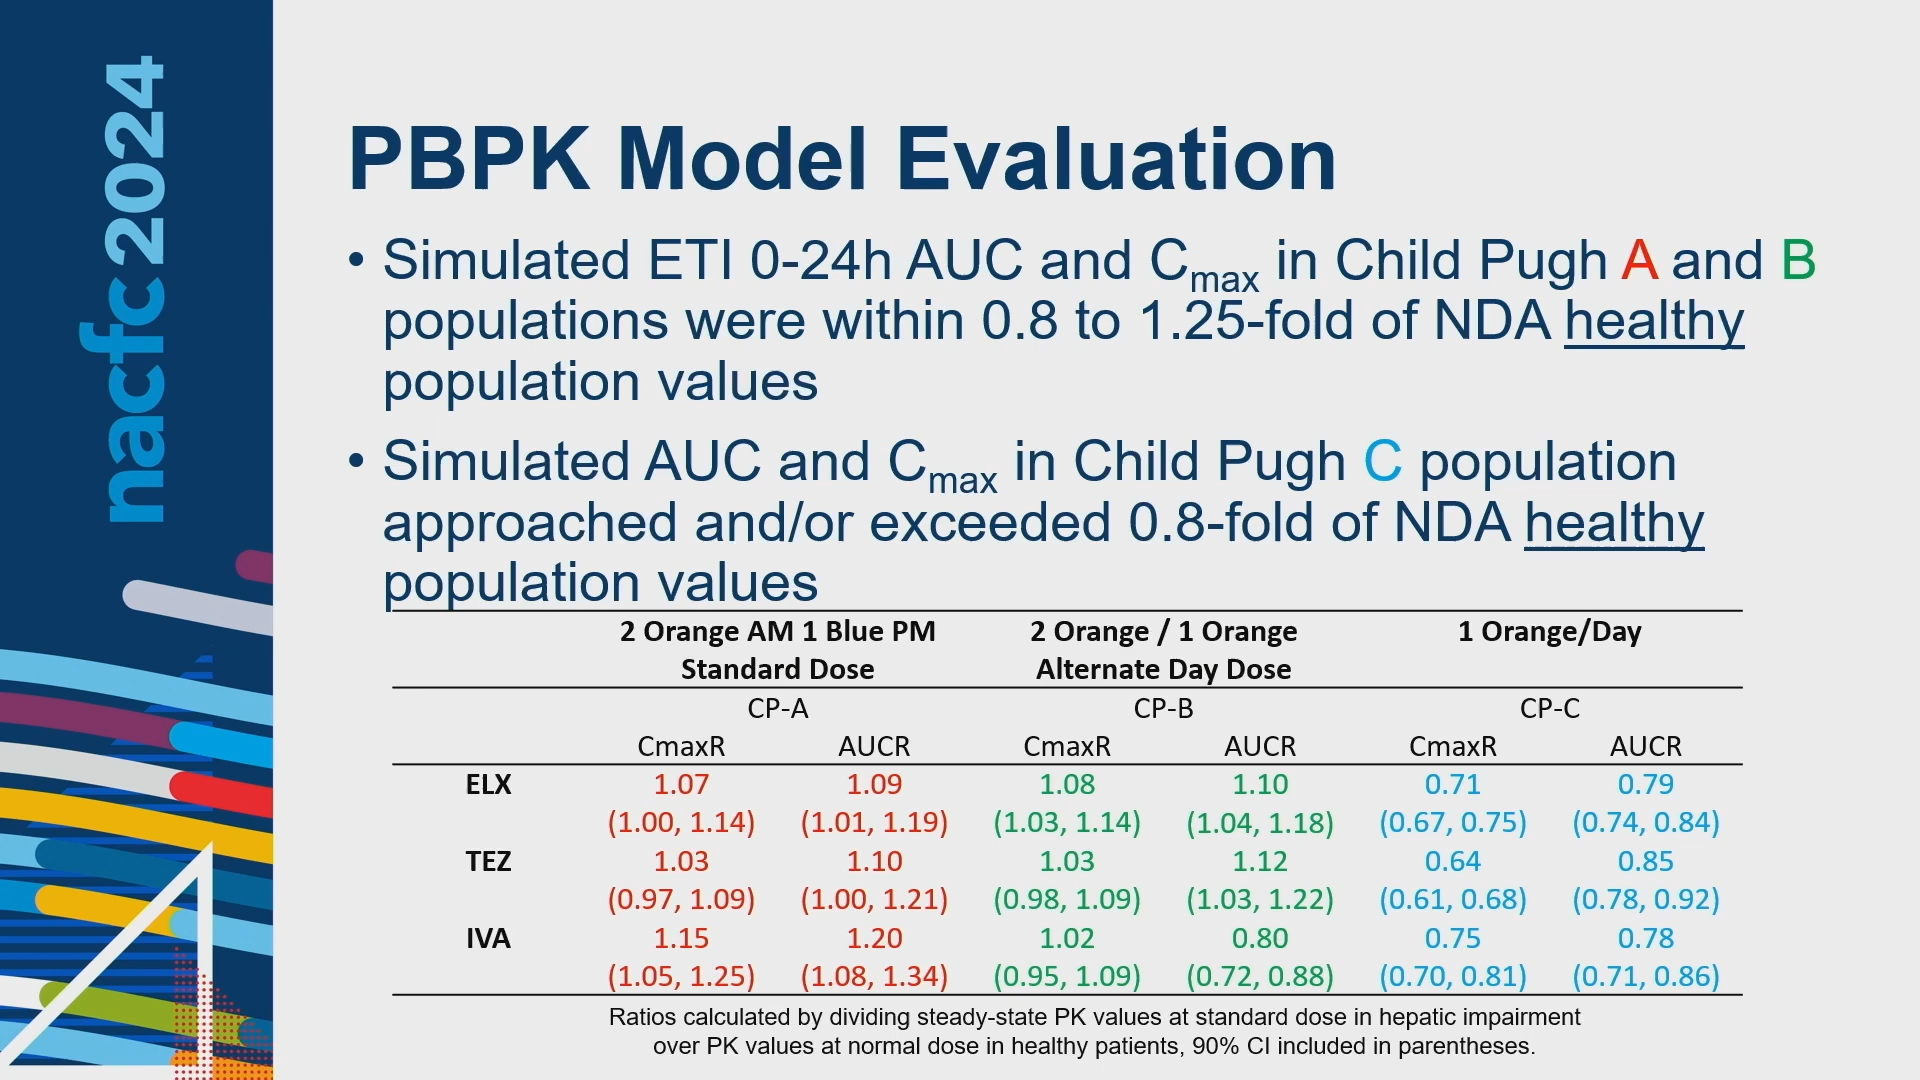 nacfc2024
PBPK Model Evaluation
• Simulated ETI 0-24h AUC and Cmax in Child Pugh A and B
populations were within 0.8 to 1.25-fold of NDA healthy
population values
• Simulated AUC and Cmax in Child Pugh C population
approached and/or exceeded 0.8-fold of NDA healthy
population values
2 Orange AM 1 Blue PM 2 Orange / 1 Orange 1 Orange/Day
Standard Dose Alternate Day Dose
CP-A CP-B CP-C
CmaxR AUCR CmaxR AUCR CmaxR AUCR
ELX 1.07 1.09 1.08 1.10 0.71 0.79
(1.00, 1.14) (1.01, 1.19) (1.03, 1.14) (1.04, 1.18) (0.67, 0.75) (0.74, 0.84)
TEZ 1.03 1.10 1.03 1.12 0.64 0.85
(0.97, 1.09) (1.00, 1.21) (0.98, 1.09) (1.03, 1.22) (0.61, 0.68) (0.78, 0.92)
IVA 1.15 1.20 1.02 0.80 0.75 0.78
(1.05, 1.25) (1.08, 1.34) (0.95, 1.09) (0.72, 0.88) (0.70, 0.81) (0.71, 0.86)
Ratios calculated by dividing steady-state PK values at standard dose in hepatic impairment
over PK values at normal dose in healthy patients, 90% CI included in parentheses.